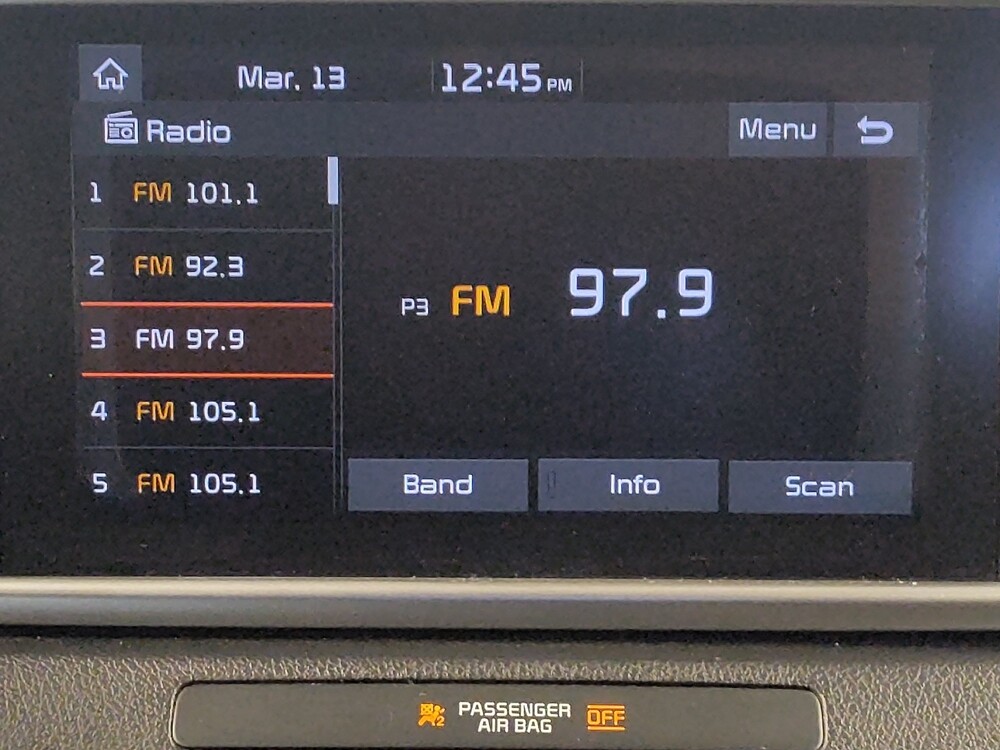 Mar. 13 12:45 PM
Radio Menu
1 FM 101.1
2 FM 92.3
3 FM 97.9
4 FM 105.1
5 FM 105.1
P3 FM 97.9
Band Info Scan
2 PASSENGER AIR BAG OFF